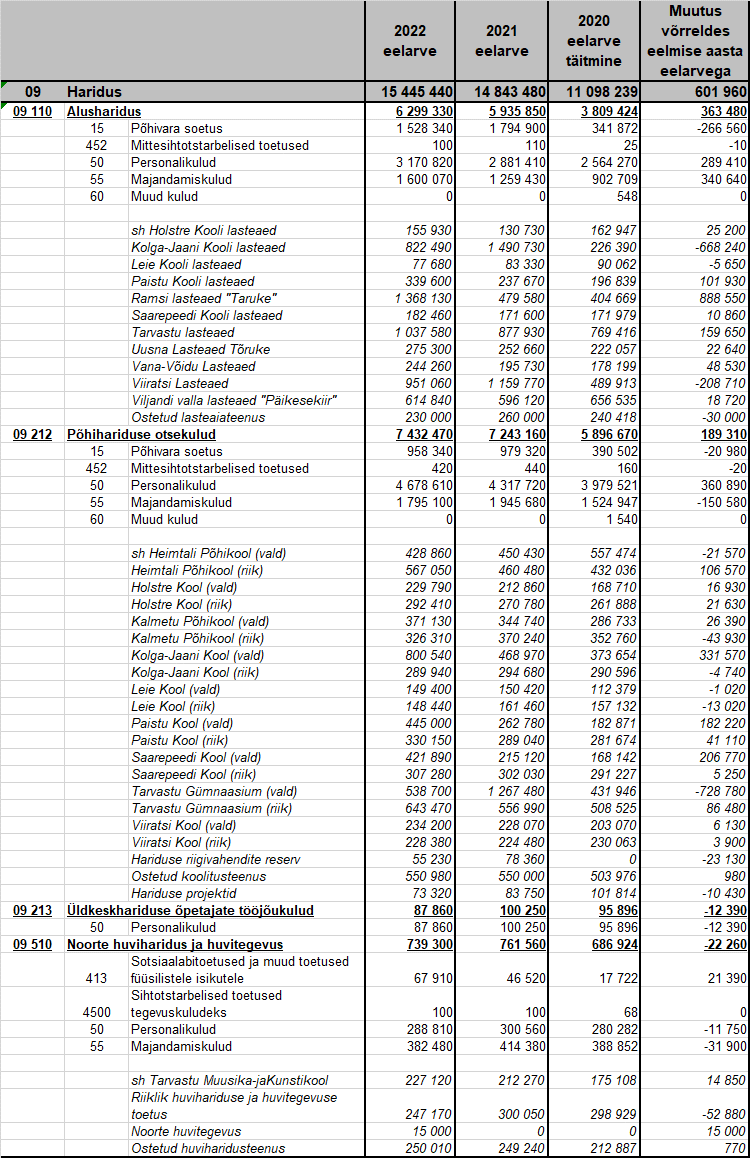 2022 eelarve 2021 eelarve 2020 eelarve täitmine Muutus võrreldes eelmise aasta eelarvega
09 Haridus 15 445 440 14 843 480 11 098 239 601 960
09 110 Alusharidus 6 299 330 5 935 850 3 809 424 363 480
15 Põhivara soetus 1 528 340 1 794 900 341 872 -266 560
452 Mittesihtotstarbelised toetused 100 110 25 -10
50 Personalikulud 3 170 820 2 881 410 2 564 270 289 410
55 Majandamiskulud 1 600 070 1 259 430 902 709 340 640
60 Muud kulud 0 0 548 0
sh Holstre Kooli lasteaed 155 930 130 730 162 947 25 200
Kolga-Jaani Kooli lasteaed 822 490 1 490 730 226 390 -668 240
Leie Kooli lasteaed 77 680 83 330 90 062 -5 650
Paistu Kooli lasteaed 339 600 237 670 196 839 101 930
Ramsi lasteaed "Taruke" 1 368 130 479 580 404 669 888 550
Saarepeedi Kooli lasteaed 182 460 171 600 171 979 10 860
Tarvastu lasteaed 1 037 580 877 930 769 416 159 650
Uusna Lasteaed Tõruke 275 300 252 660 222 057 22 640
Vana-Võidu Lasteaed 244 260 195 730 178 199 48 530
Viiratsi Lasteaed 951 060 1 159 770 489 913 -208 710
Viljandi valla lasteaed "Päikesekiir" 614 840 596 120 656 535 18 720
Ostetud lasteaiateenus 230 000 260 000 240 418 -30 000
09 212 Põhihariduse otsekulud 7 432 470 7 243 160 5 896 670 189 310
15 Põhivara soetus 958 340 979 320 390 502 -20 980
452 Mittesihtotstarbelised toetused 420 440 160 -20
50 Personalikulud 4 678 610 4 317 720 3 979 521 360 890
55 Majandamiskulud 1 795 100 1 945 680 1 524 947 -150 580
60 Muud kulud 0 0 1 540 0
sh Heimtali Põhikool (vald) 428 860 450 430 557 474 -21 570
Heimtali Põhikool (riik) 567 050 460 480 432 036 106 570
Holstre Kool (vald) 229 790 212 860 168 710 16 930
Holstre Kool (riik) 292 410 270 780 261 888 21 630
Kalmetu Põhikool (vald) 371 130 344 740 286 733 26 390
Kalmetu Põhikool (riik) 326 310 370 240 352 760 -43 930
Kolga-Jaani Kool (vald) 800 540 468 970 373 654 331 570
Kolga-Jaani Kool (riik) 289 940 294 680 290 596 -4 740
Leie Kool (vald) 149 400 150 420 112 379 -1 020
Leie Kool (riik) 148 440 161 460 157 132 -13 020
Paistu Kool (vald) 445 000 262 780 182 871 182 220
Paistu Kool (riik) 330 150 289 040 281 674 41 110
Saarepeedi Kool (vald) 421 890 215 120 168 142 206 770
Saarepeedi Kool (riik) 307 280 302 030 291 227 5 250
Tarvastu Gümnaasium (vald) 538 700 1 267 480 431 946 -728 780
Tarvastu Gümnaasium (riik) 643 470 556 990 508 525 86 480
Viiratsi Kool (vald) 234 200 228 070 203 070 6 130
Viiratsi Kool (riik) 228 380 224 480 230 063 3 900
Hariduse riigivahendite reserv 55 230 78 360 0 -23 130
Ostetud koolitusteenus 550 980 550 000 503 976 980
Hariduse projektid 73 320 83 750 101 814 -10 430
09 213 Üldkeskhariduse õpetajate tööjõukulud 87 860 100 250 95 896 -12 390
50 Personalikulud 87 860 100 250 95 896 -12 390
09 510 Noorte huviharidus ja huvitegevus 739 300 761 560 686 924 -22 260
Sotsiaalabitoetused ja muud toetused
413 füüsilistele isikutele 67 910 46 520 17 722 21 390
Sihtotstarbelised toetused
4500 tegevuskuludeks 100 100 68 0
50 Personalikulud 288 810 300 560 280 282 -11 750
55 Majandamiskulud 382 480 414 380 388 852 -31 900
sh Tarvastu Muusika-jaKunstikool 227 120 212 270 175 108 14 850
Riiklik huvihariduse ja huvitegevuse
toetus 247 170 300 050 298 929 -52 880
Noorte huvitegevus 15 000 0 0 15 000
Ostetud huviharidusteenus 250 010 249 240 212 887 770